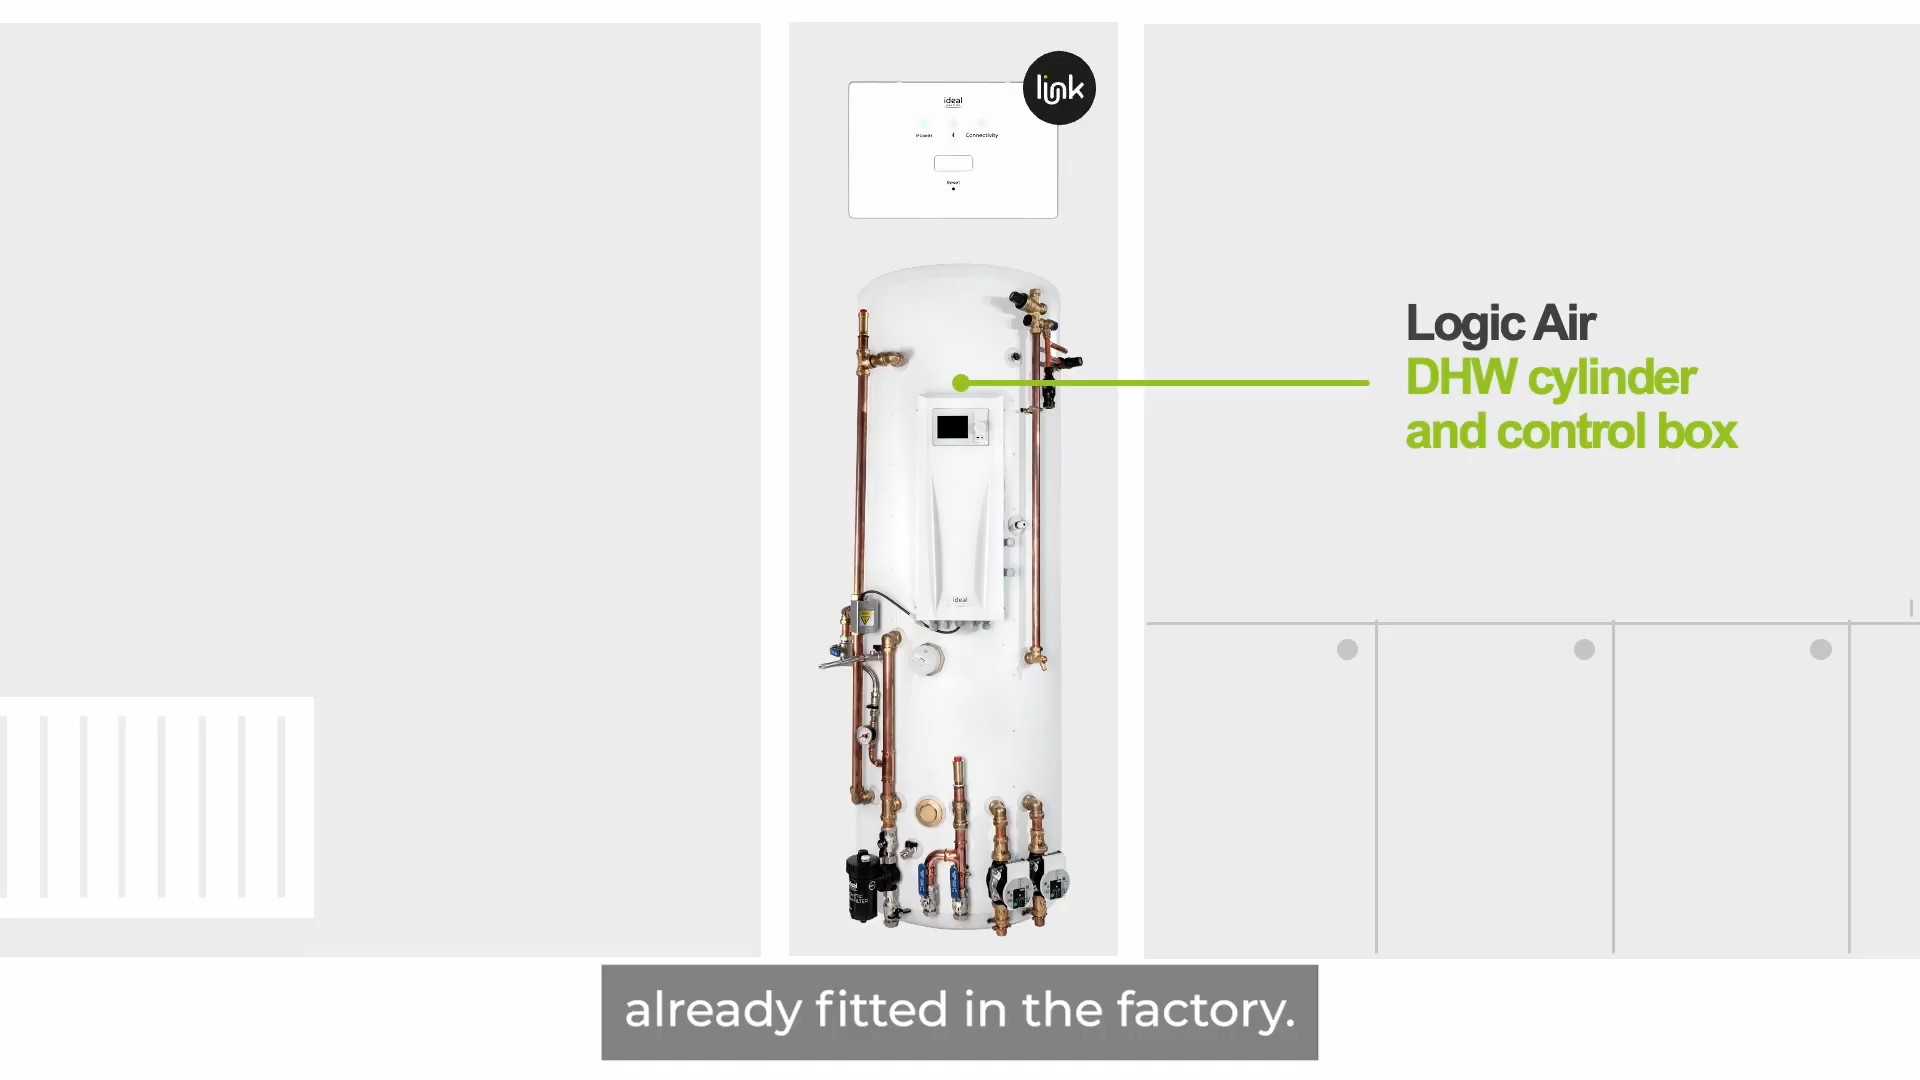 link
ideal
Power
Connectivity
Reset
Logic Air
DHW cylinder
and control box
ideal
already fitted in the factory.